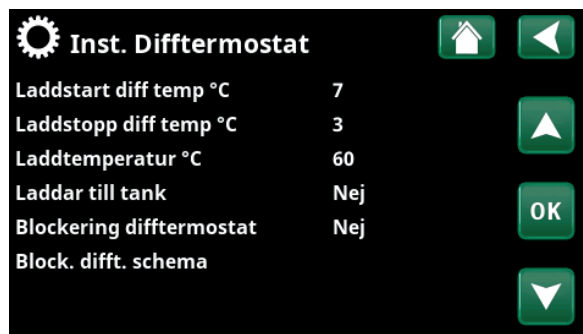 Inst. Difftermostat
Laddstart diff temp °C 7
Laddstopp diff temp °C 3
Laddtemperatur °C 60
Laddar till tank Nej
Blockering difftermostat Nej
OK
Block. difft. schema